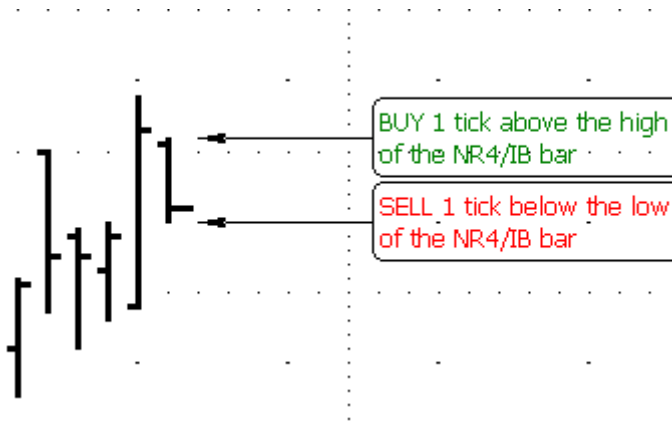 BUY 1 tick above the high
of the NR4/IB bar
SELL 1 tick below the low
of the NR4/IB bar